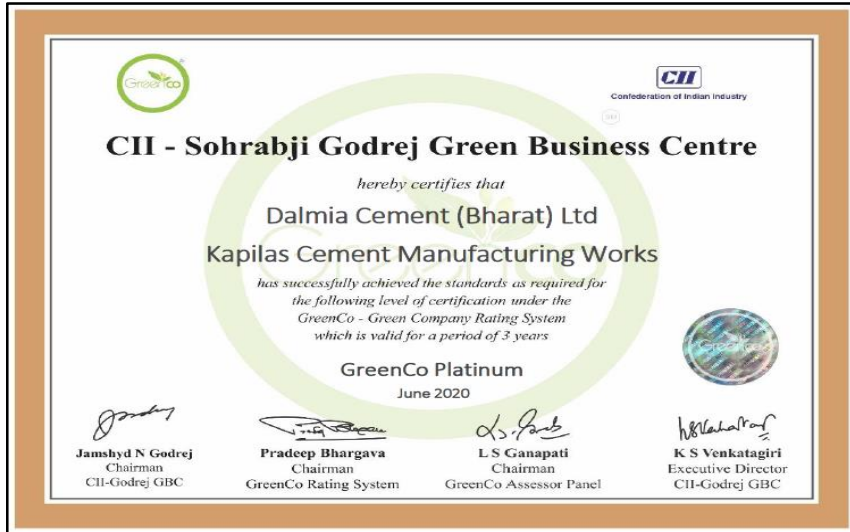 GreenCo
CII
Confederation of Indian Industry
CII - Sohrabji Godrej Green Business Centre
hereby certifies that
Dalmia Cement (Bharat) Ltd
Kapilas Cement Manufacturing Works
has successfully achieved the standards as required for
the following level of certification under the
GreenCo - Green Company Rating System
which is valid for a period of 3 years
GreenCo Platinum
June 2020
Jamshyd N Godrej
Chairman
CII-Godrej GBC
Pradeep Bhargava
Chairman
GreenCo Rating System
L S Ganapati
Chairman
GreenCo Assessor Panel
K S Venkatagiri
Executive Director
CII-Godrej GBC